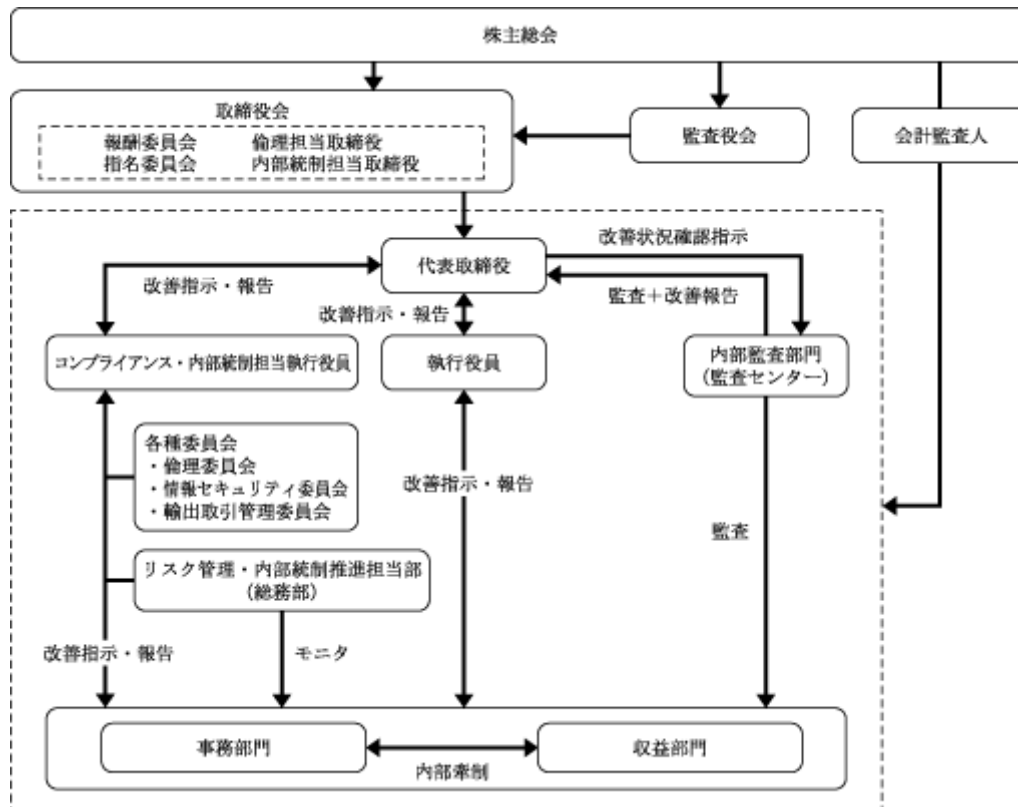 株主総会
取締役会
報酬委員会 倫理担当取締役
指名委員会 内部統制担当取締役
監査役会
会計監査人
代表取締役
改善状況確認指示
監査＋改善報告
改善指示・報告
改善指示・報告
コンプライアンス・内部統制担当執行役員
執行役員
内部監査部門
(監査センター)
各種委員会
・倫理委員会
・情報セキュリティ委員会
・輸出取引管理委員会
改善指示・報告
監査
リスク管理・内部統制推進担当部
(総務部)
改善指示・報告
モニタ
事務部門
収益部門
内部牽制